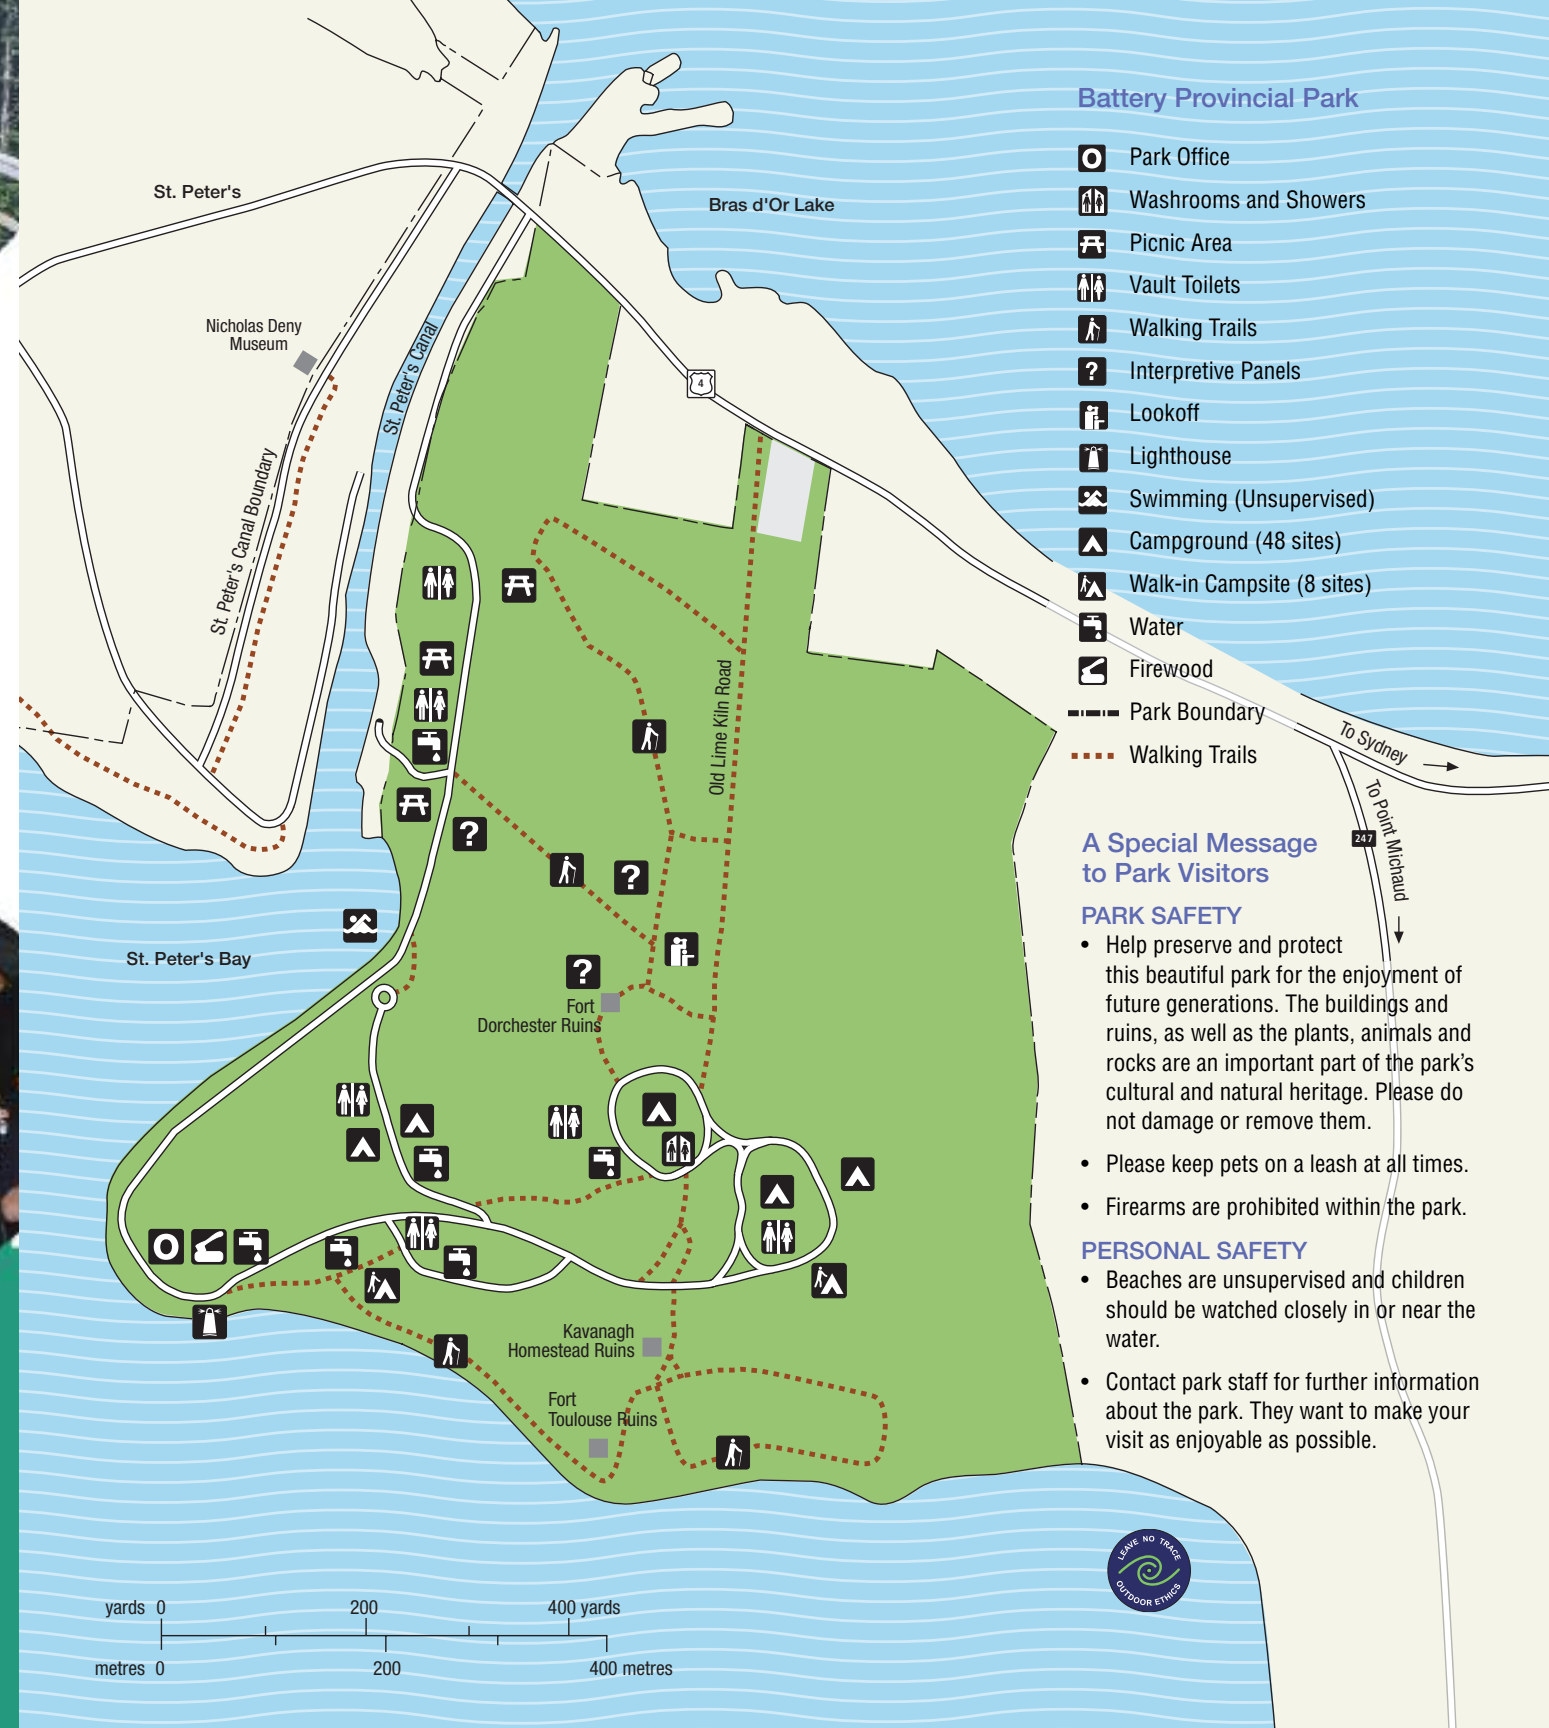 St. Peter's
Bras d'Or Lake
Nicholas Deny
Museum
St. Peter's Canal
4
St. Peter's Canal Boundary
Old Lime Kiln Road
St. Peter's Bay
Fort
Dorchester Ruins
Kavanagh
Homestead Ruins
Fort
Toulouse Ruins
To Sydney
To Point Michaud
247
Battery Provincial Park
O Park Office
Washrooms and Showers
Picnic Area
Vault Toilets
Walking Trails
? Interpretive Panels
Lookoff
Lighthouse
Swimming (Unsupervised)
Campground (48 sites)
Walk-in Campsite (8 sites)
Water
Firewood
Park Boundary
Walking Trails
?
?
?
O
A Special Message
to Park Visitors
PARK SAFETY
• Help preserve and protect
this beautiful park for the enjoyment of
future generations. The buildings and
ruins, as well as the plants, animals and
rocks are an important part of the park's
cultural and natural heritage. Please do
not damage or remove them.
• Please keep pets on a leash at all times.
• Firearms are prohibited within the park.
PERSONAL SAFETY
• Beaches are unsupervised and children
should be watched closely in or near the
water.
• Contact park staff for further information
about the park. They want to make your
visit as enjoyable as possible.
LEAVE NO TRACE
OUTDOOR ETHICS
yards 0 200 400 yards
metres 0 200 400 metres